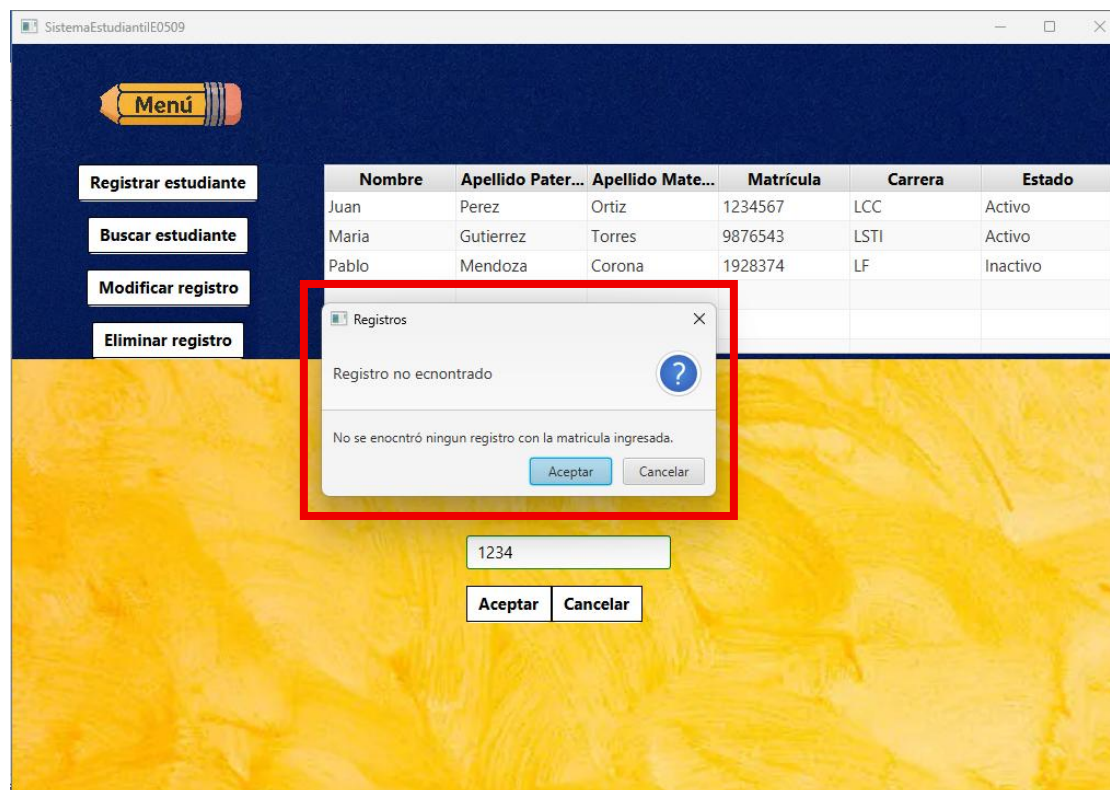 SistemaEstudiantilE0509
Menú
Registrar estudiante
Buscar estudiante
Modificar registro
Eliminar registro
Nombre Apellido Pater... Apellido Mate... Matrícula Carrera Estado
Juan Perez Ortiz 1234567 LCC Activo
Maria Gutierrez Torres 9876543 LSTI Activo
Pablo Mendoza Corona 1928374 LF Inactivo
Registros
Registro no ecnontrado
?
No se enocntró ningun registro con la matricula ingresada.
Aceptar Cancelar
1234
Aceptar Cancelar